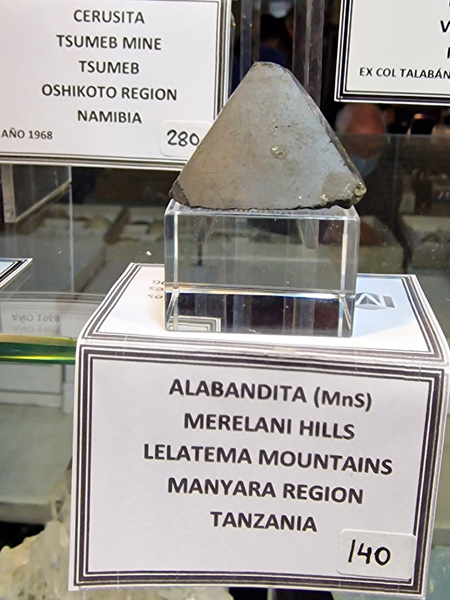 CERUSITA
TSUMEB MINE
TSUMEB
OSHIKOTO REGION
NAMIBIA
AÑO 1968
280
EX COL TALABÁN
ALABANDITA (MnS)
MERELANI HILLS
LELATEMA MOUNTAINS
MANYARA REGION
TANZANIA
140